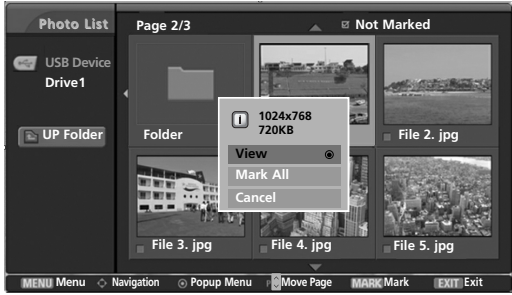 Photo List
Page 2/3
Not Marked
USB Device
Drive1
UP Folder
Folder
1024x768
720KB
View
Mark All
Cancel
File 2. jpg
File 3. jpg
File 4. jpg
File 5. jpg
MENU Menu
Navigation
Popup Menu
Move Page
MARK Mark
EXIT Exit